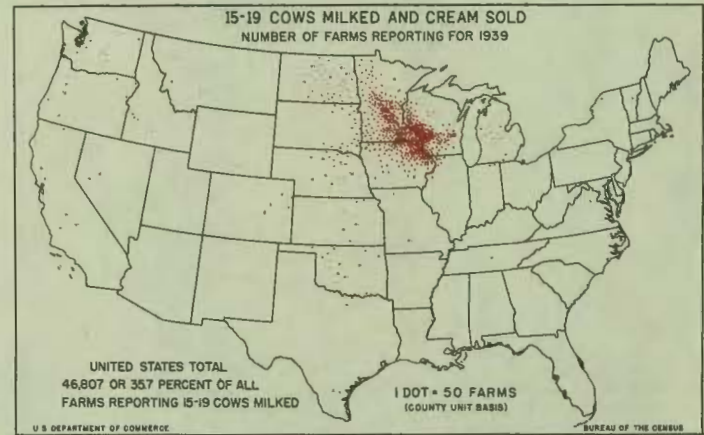 15-19 COWS MILKED AND CREAM SOLD
NUMBER OF FARMS REPORTING FOR 1939
UNITED STATES TOTAL
46,807 OR 35.7 PERCENT OF ALL
FARMS REPORTING 15-19 COWS MILKED
1 DOT = 50 FARMS
(COUNTY UNIT BASIS)
U S DEPARTMENT OF COMMERCE
BUREAU OF THE CENSUS